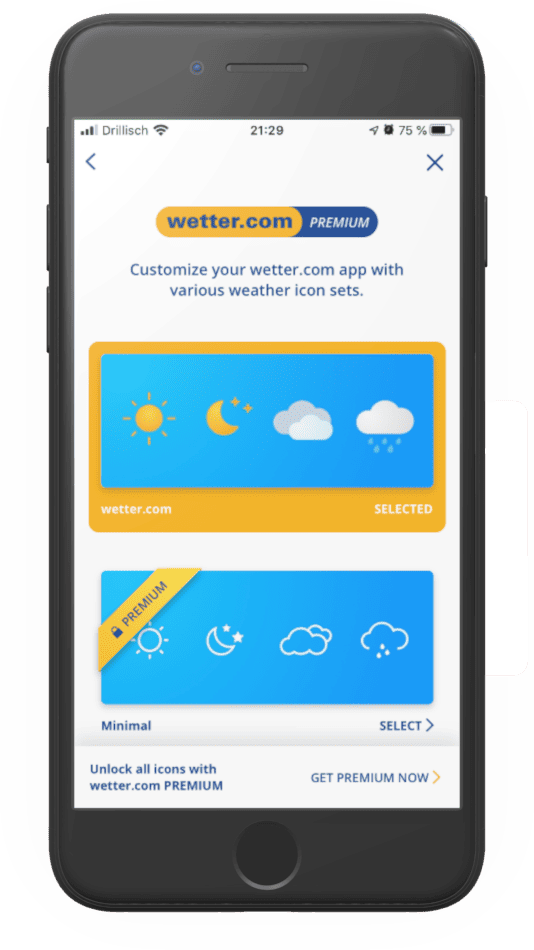 Drillisch
21:29
75 %
wetter.com PREMIUM
Customize your wetter.com app with
various weather icon sets.
wetter.com
SELECTED
PREMIUM
Minimal
SELECT
Unlock all icons with
wetter.com PREMIUM
GET PREMIUM NOW